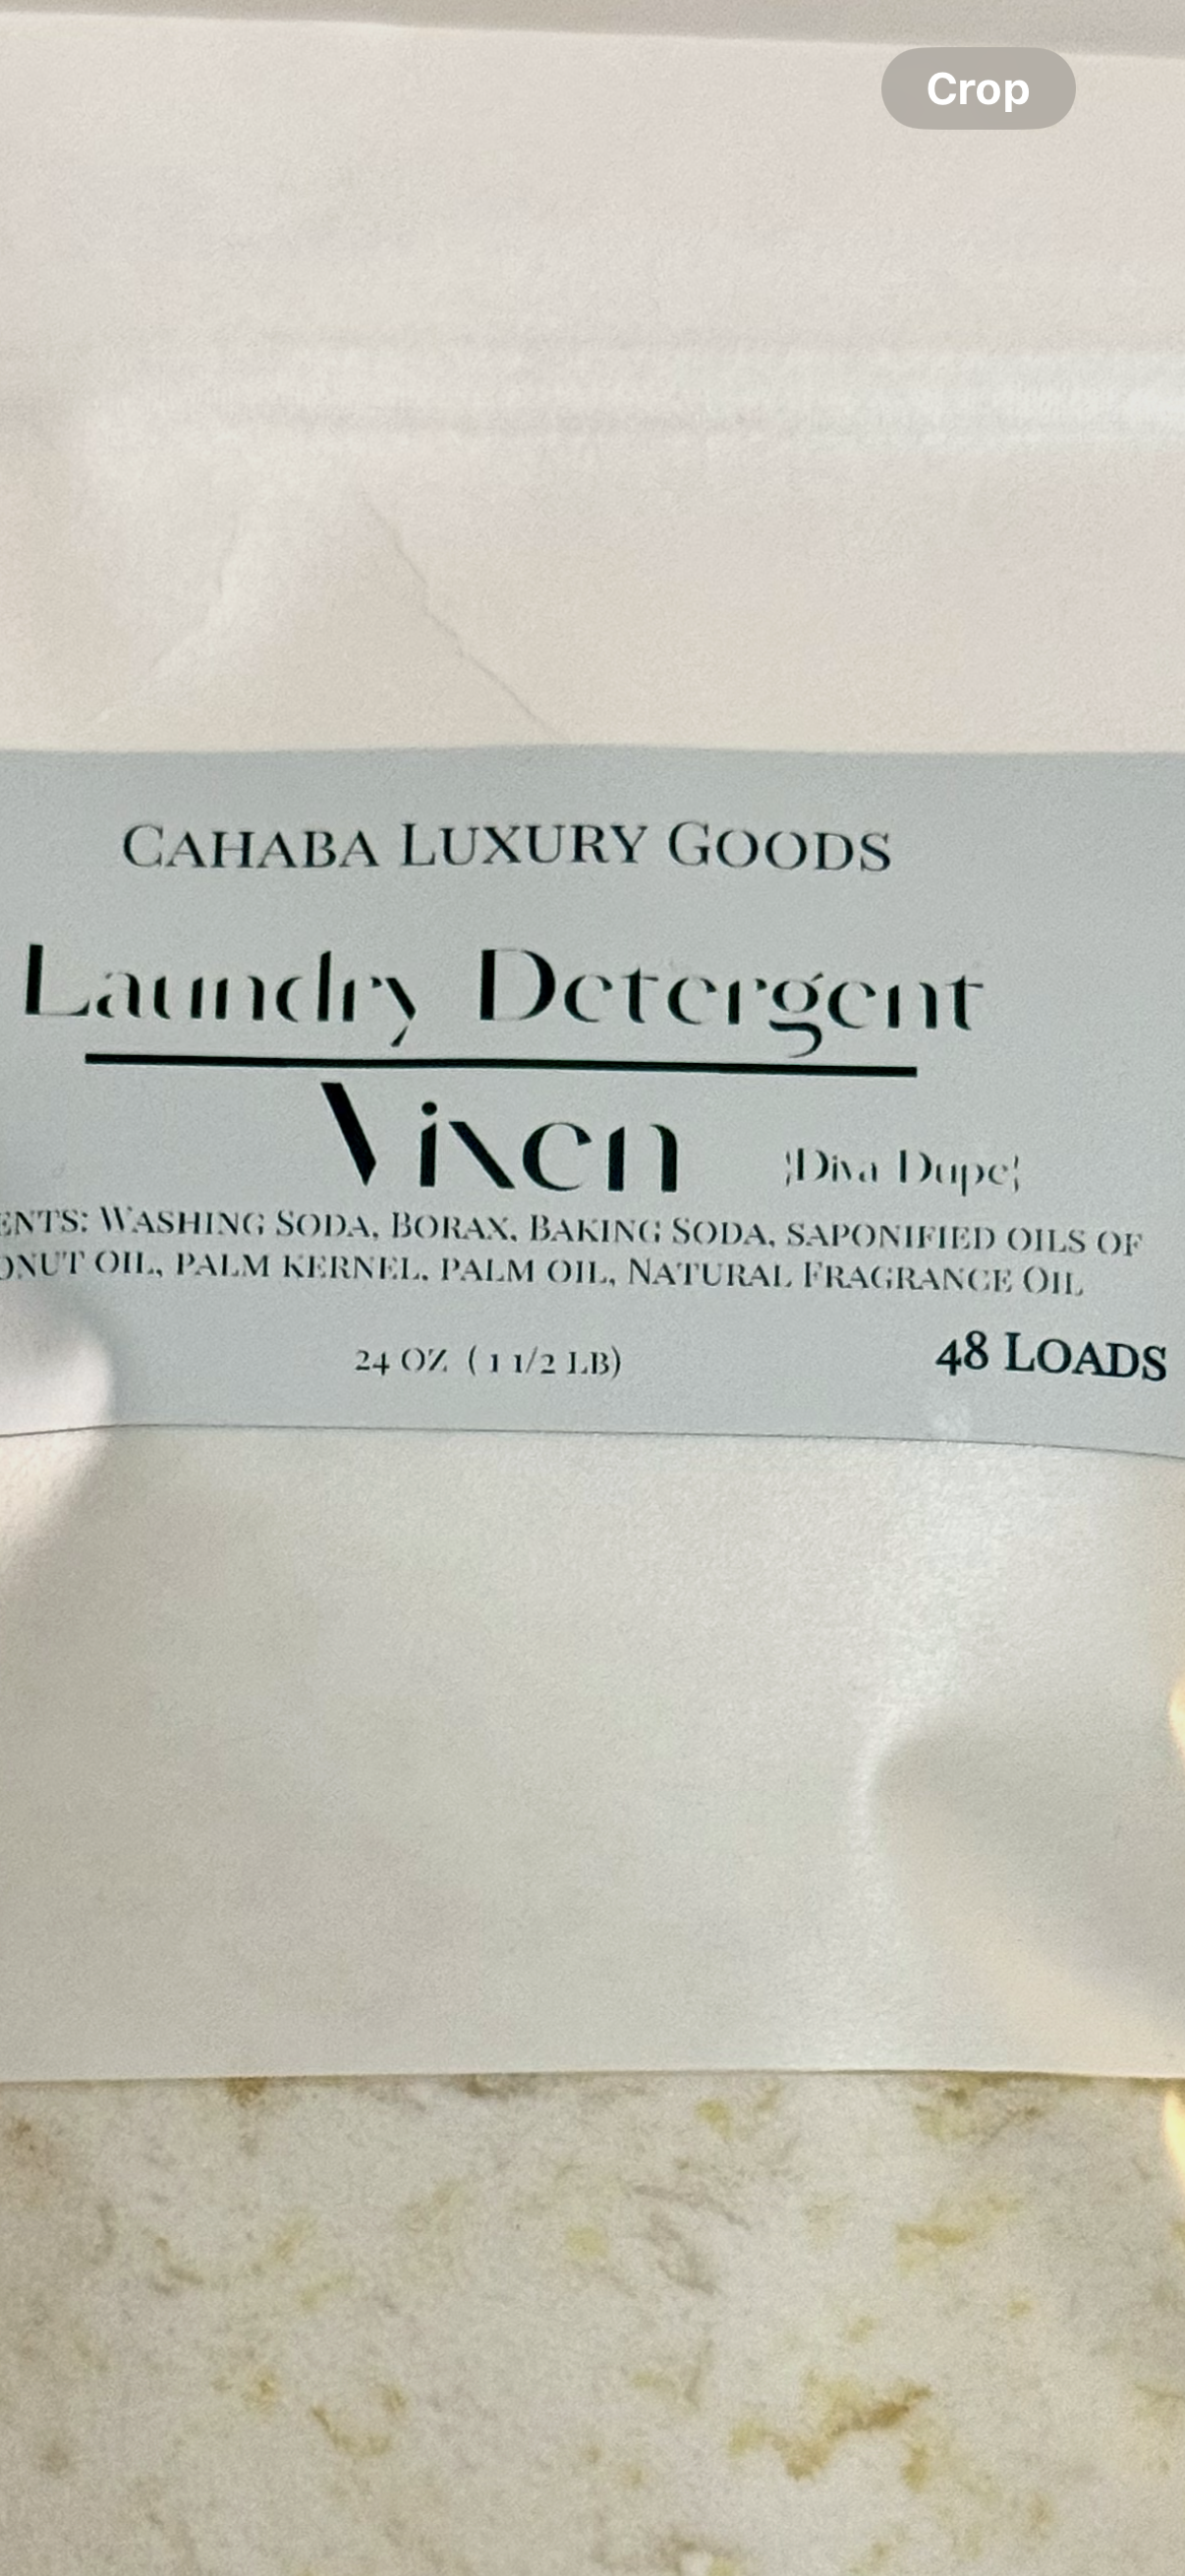 Crop
CAHABA LUXURY GOODS
Laundry Detergent
Vixen
¦Diva Dupe¦
ENTS: WASHING SODA, BORAX, BAKING SODA, SAPONIFIED OILS OF
ONUT OIL, PALM KERNEL, PALM OIL, NATURAL FRAGRANCE OIL
24 OZ ( 1 1/2 LB)
48 LOADS